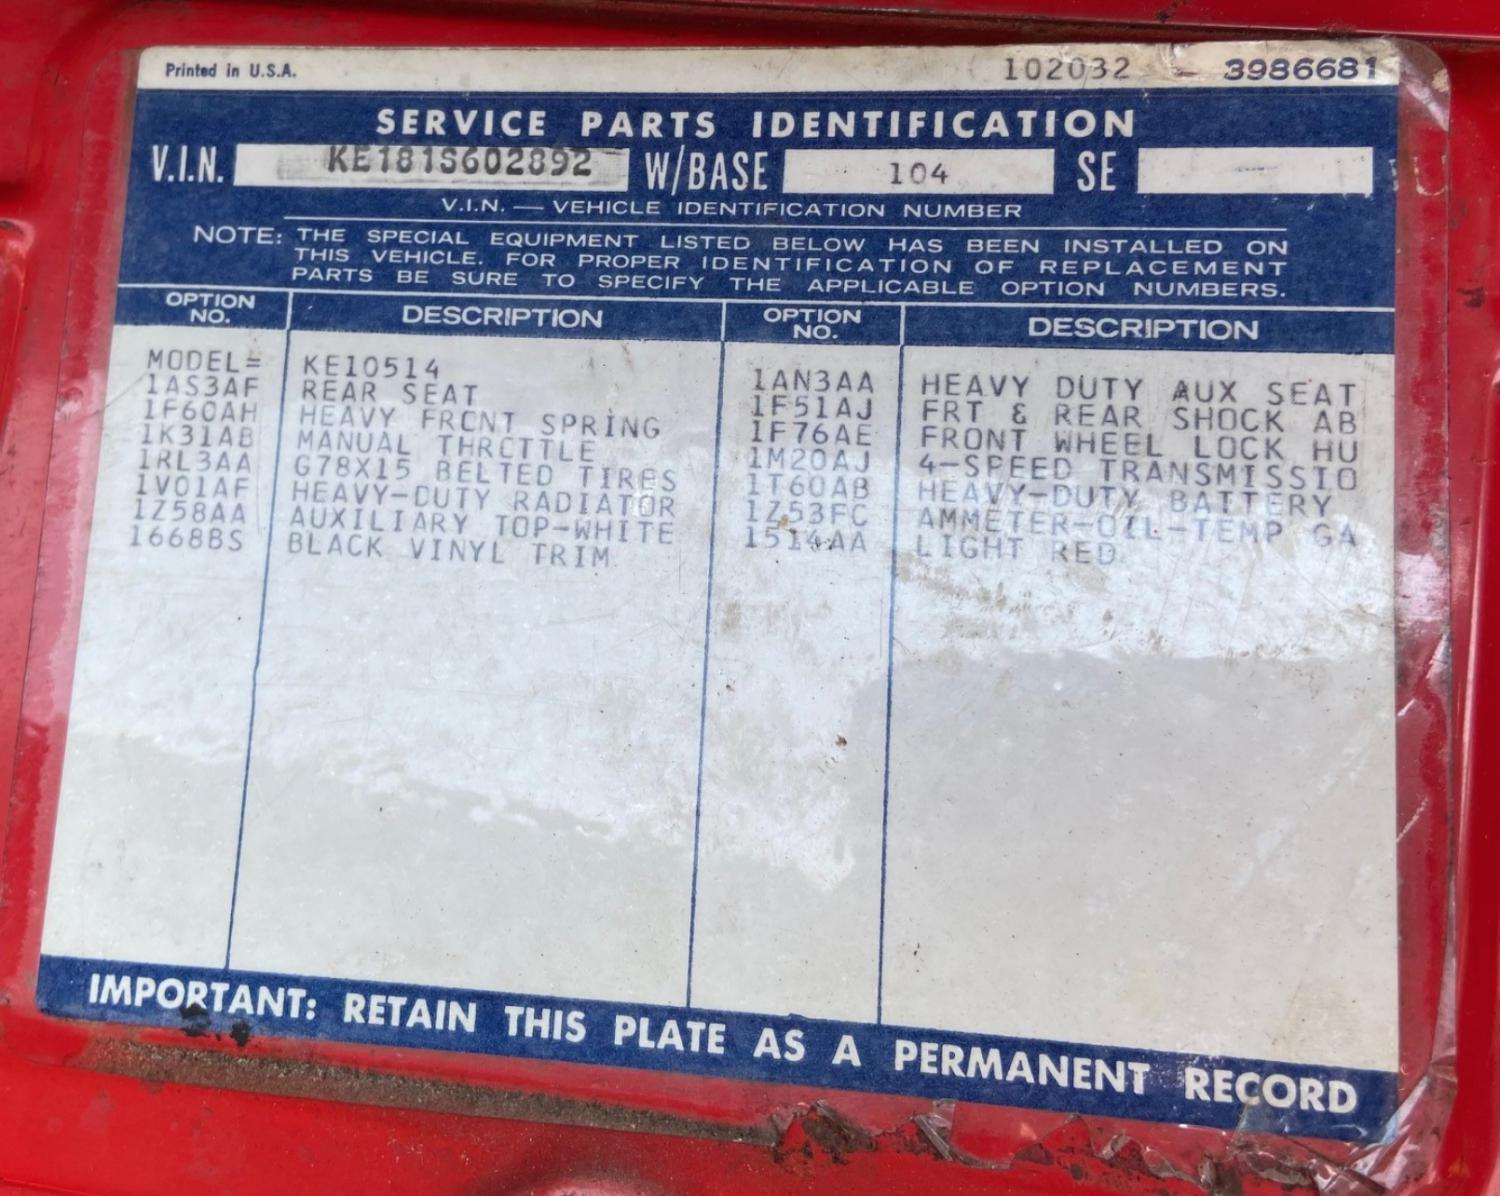 Printed in U.S.A. 102032 - 3986681
SERVICE PARTS IDENTIFICATION
V.I.N. KE181S602892 W/BASE 104 SE
V.I.N. — VEHICLE IDENTIFICATION NUMBER
NOTE: THE SPECIAL EQUIPMENT LISTED BELOW HAS BEEN INSTALLED ON
THIS VEHICLE. FOR PROPER IDENTIFICATION OF REPLACEMENT
PARTS BE SURE TO SPECIFY THE APPLICABLE OPTION NUMBERS.
OPTION NO. DESCRIPTION OPTION NO. DESCRIPTION
MODEL= KE10514 1AN3AA HEAVY DUTY AUX SEAT
1AS3AF REAR SEAT 1F51AJ FRT & REAR SHOCK AB
1F60AH HEAVY FRCNT SPRING 1F76AE FRONT WHEEL LOCK HU
1K31AB MANUAL THRCTTLE 1M20AJ 4-SPEED TRANSMISSIO
1RL3AA G78X15 BELTED TIRES 1T60AB HEAVY-DUTY BATTERY
1V01AF HEAVY-DUTY RADIATOR 1Z53FC AMMETER-OIL-TEMP GA
1Z58AA AUXILIARY TOP-WHITE 1514AA LIGHT RED
1668BS BLACK VINYL TRIM
IMPORTANT: RETAIN THIS PLATE AS A PERMANENT RECORD